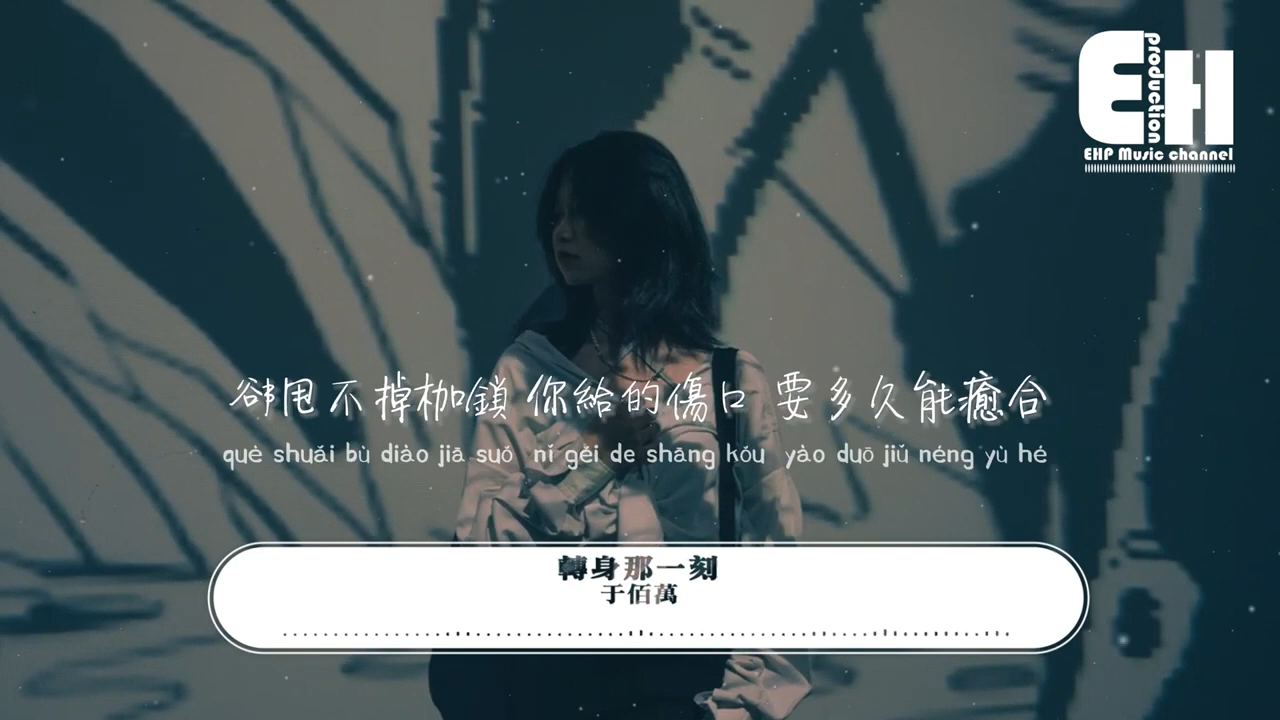 EH
production
EHP Music channel
卻甩不掉枷鎖 你給的傷口 要多久能癒合
què shuǎi bù diào jiā suǒ nǐ gěi de shāng kǒu yào duō jiǔ néng yù hé
轉身那一刻
于佰萬